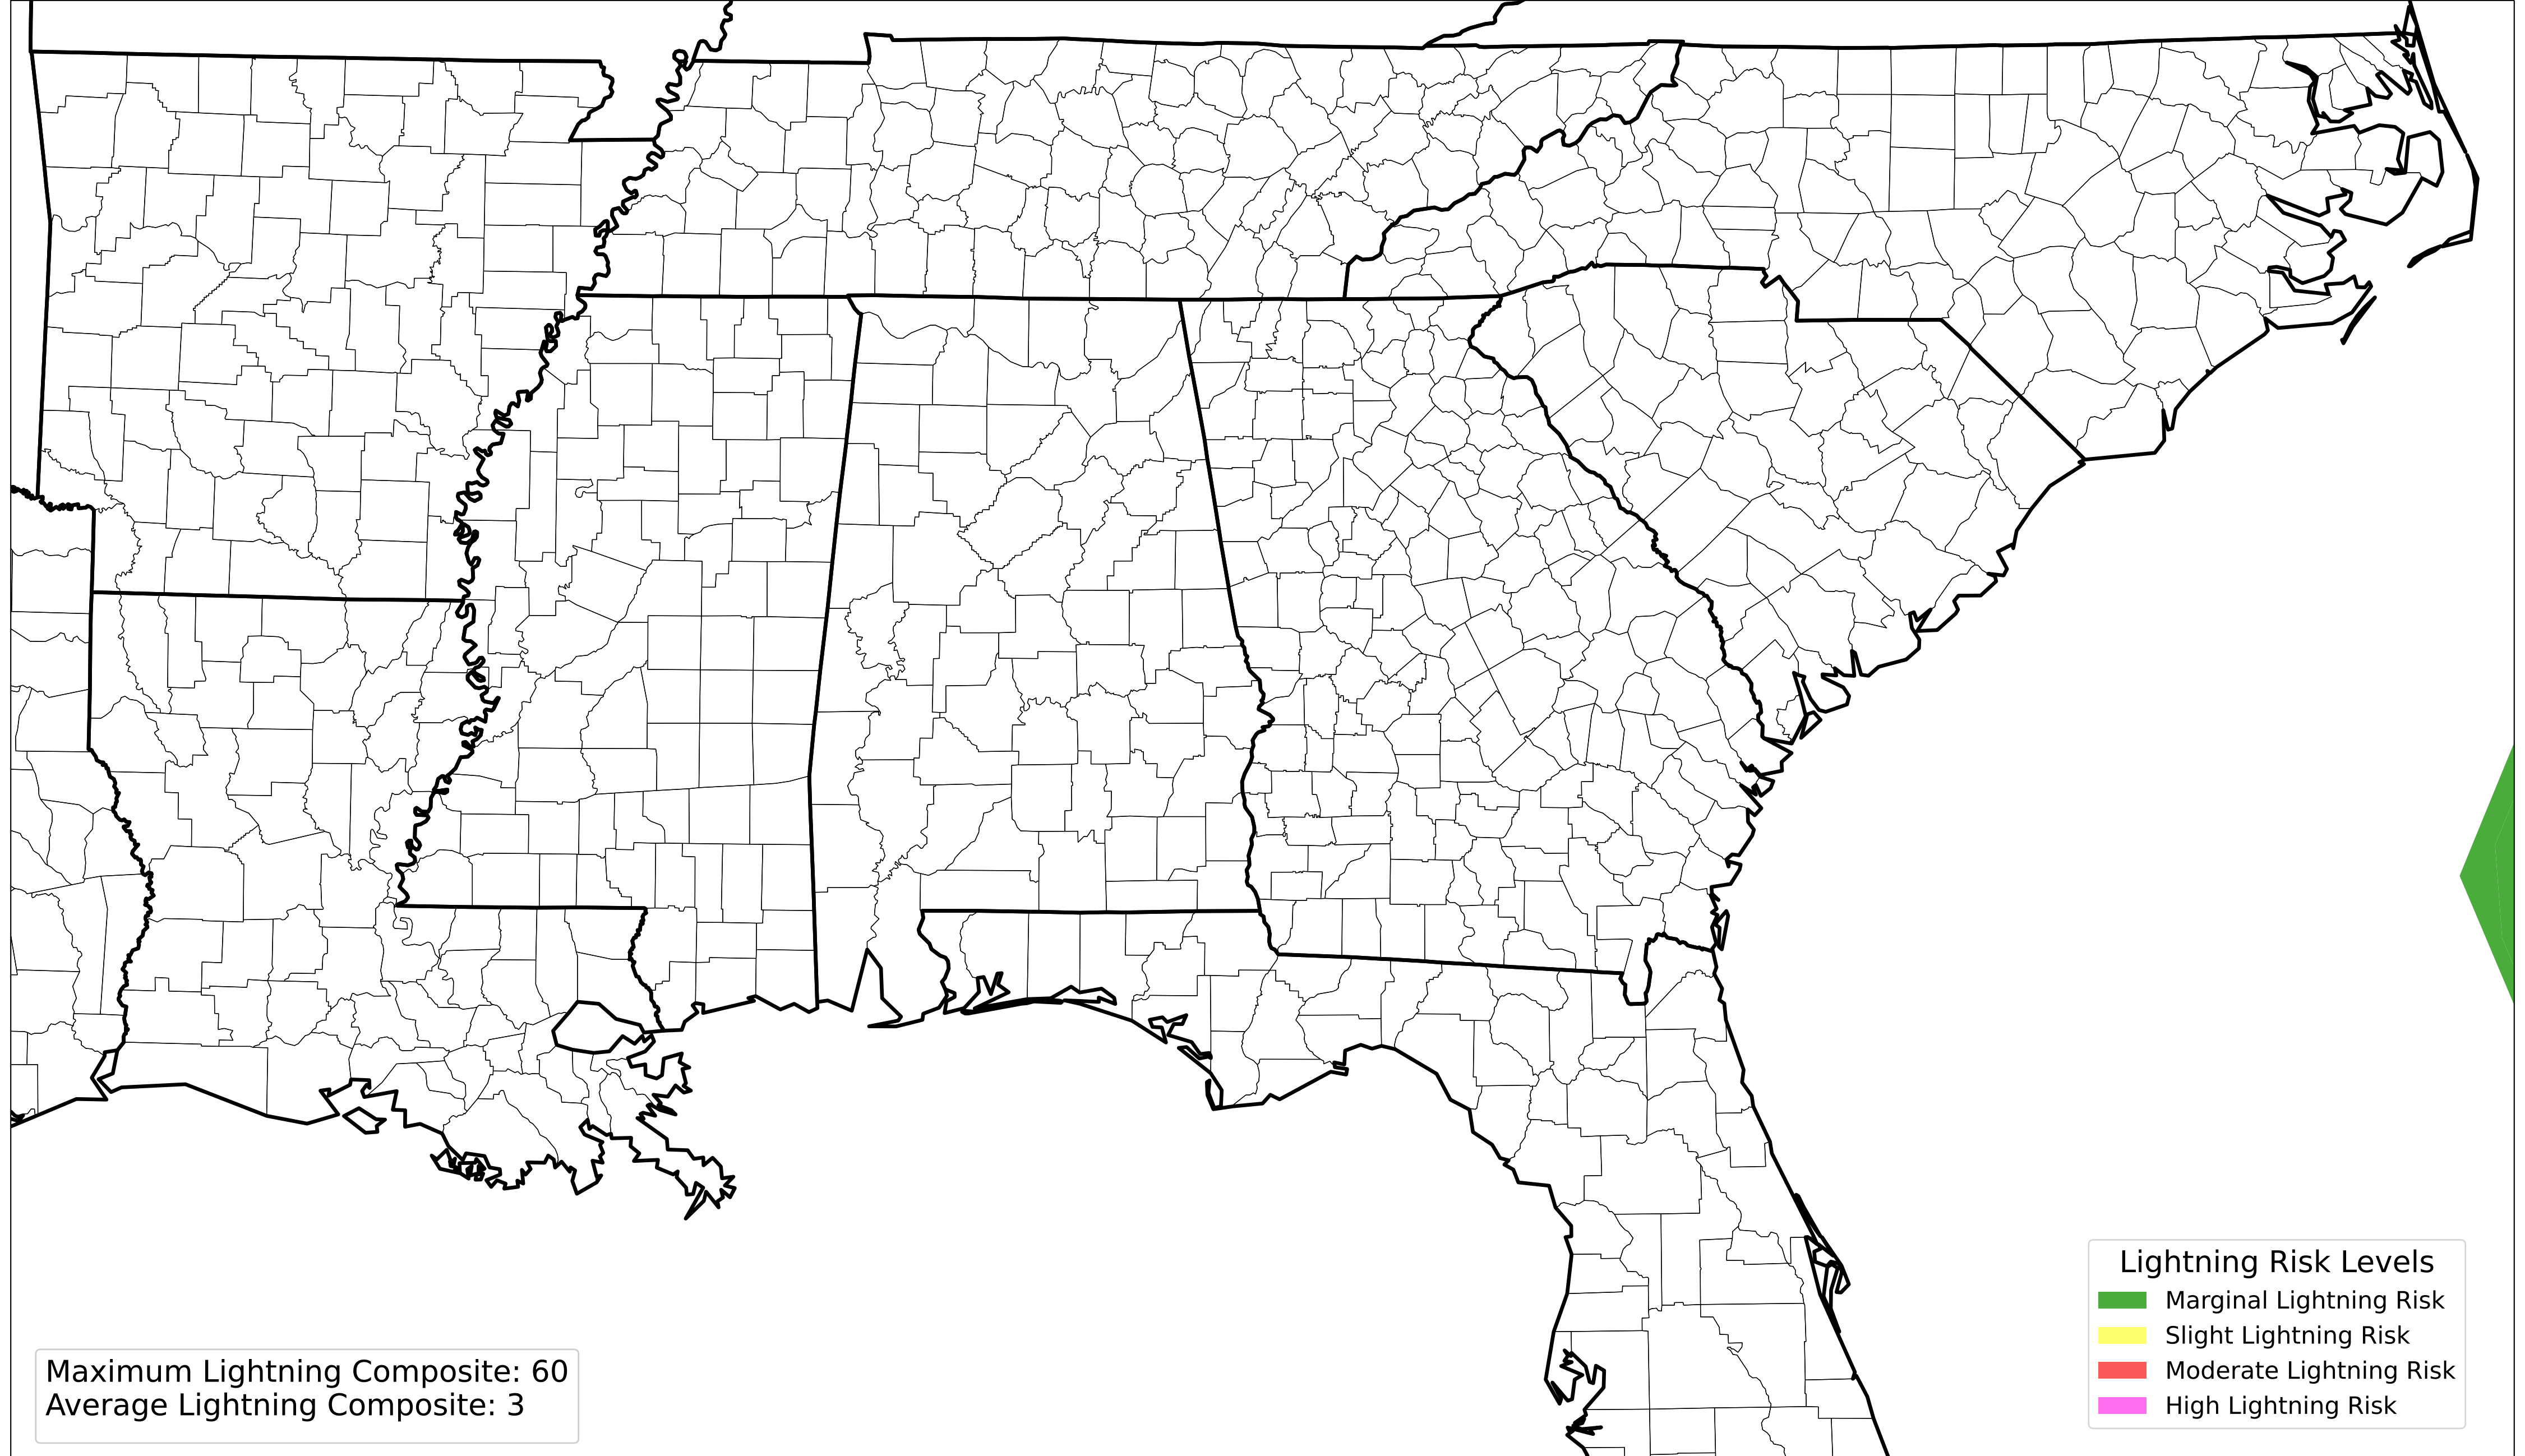 Lightning Risk Levels
Marginal Lightning Risk
Slight Lightning Risk
Moderate Lightning Risk
High Lightning Risk
Maximum Lightning Composite: 60
Average Lightning Composite: 3